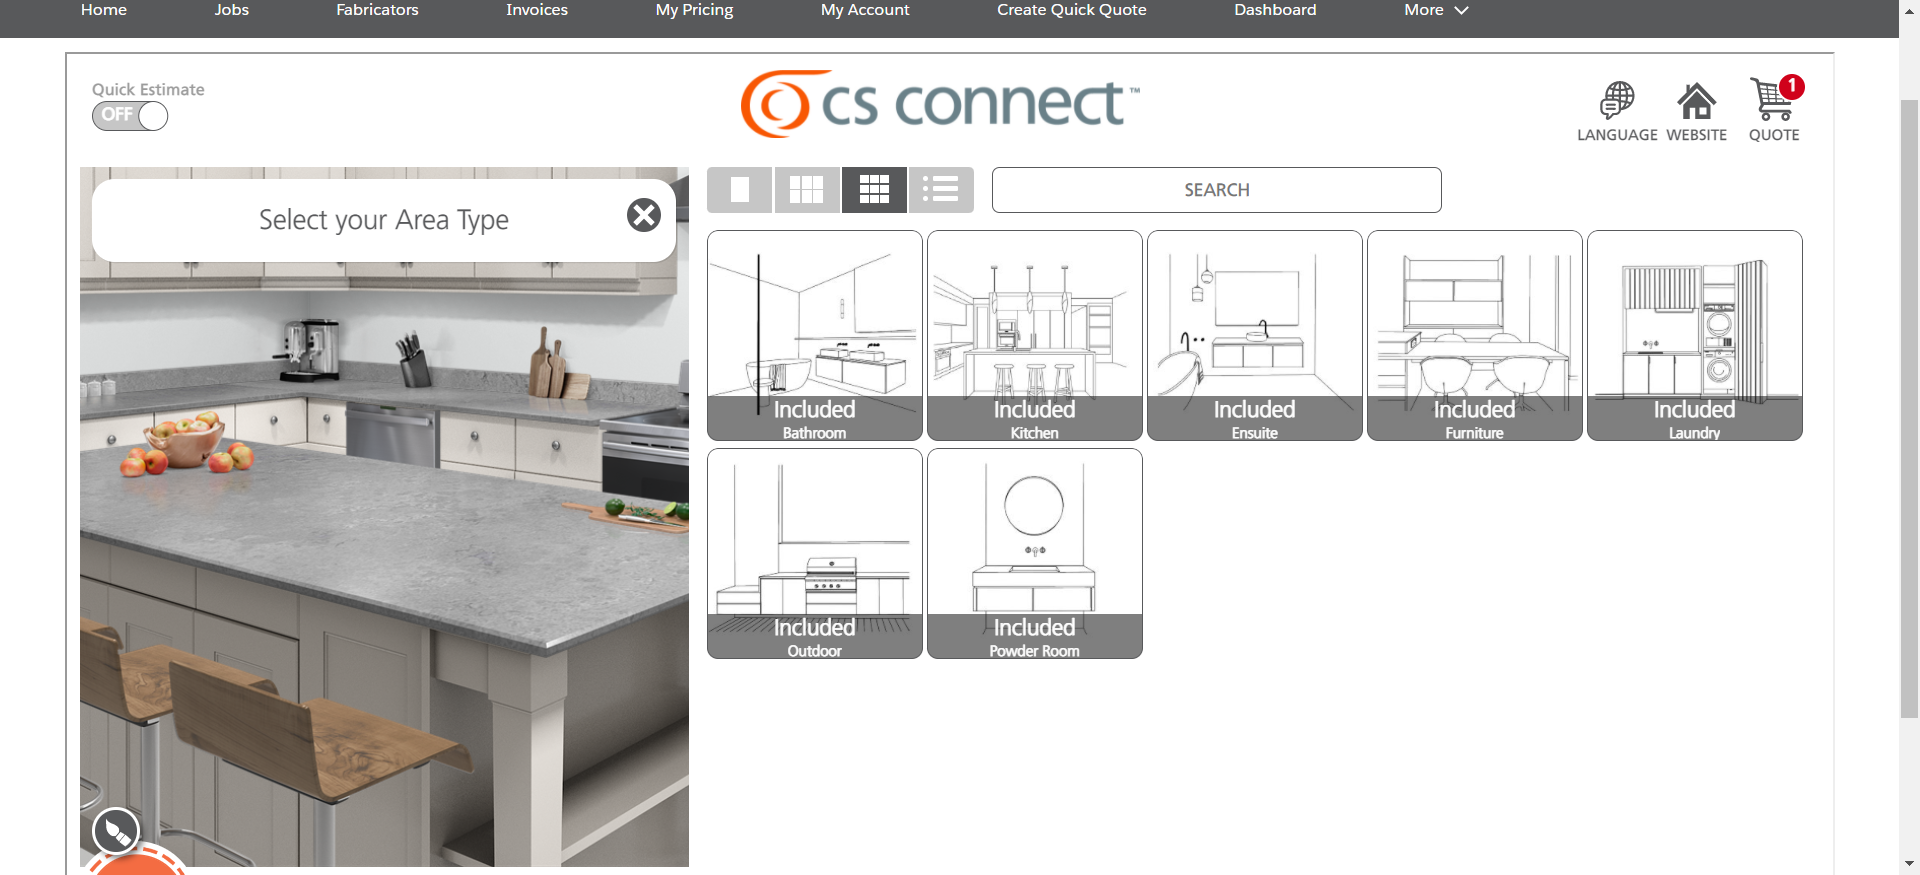 Home Jobs Fabricators Invoices My Pricing My Account Create Quick Quote Dashboard More
Quick Estimate
OFF
cs connect™
LANGUAGE WEBSITE 1 QUOTE
Select your Area Type
SEARCH
Included
Bathroom
Included
Kitchen
Included
Ensuite
Included
Furniture
Included
Laundry
Included
Outdoor
Included
Powder Room